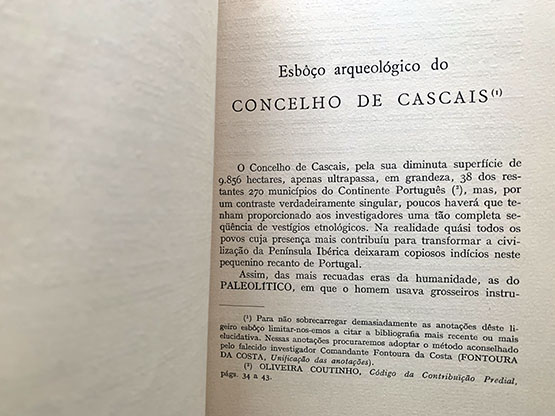 Esbôço arqueológico do
CONCELHO DE CASCAIS(¹)
O Concelho de Cascais, pela sua diminuta superfície de
9.856 hectares, apenas ultrapassa, em grandeza, 38 dos res-
tantes 270 municípios do Continente Português (²), mas, por
um contraste verdadeiramente singular, poucos haverá que te-
nham proporcionado aos investigadores uma tão completa se-
qüência de vestígios etnológicos. Na realidade quási todos os
povos cuja presença mais contribuíu para transformar a civi-
lização da Península Ibérica deixaram copiosos indícios neste
pequenino recanto de Portugal.
Assim, das mais recuadas eras da humanidade, as do
PALEOLITICO, em que o homem usava grosseiros instru-
(¹) Para não sobrecarregar demasiadamente as anotações dêste li-
geiro esbôço limitar-nos-emos a citar a bibliografia mais recente ou mais
elucidativa. Nessas anotações procuraremos adoptar o método aconselhado
pelo falecido investigador Comandante Fontoura da Costa (FONTOURA
DA COSTA, Unificação das anotações).
(²) OLIVEIRA COUTINHO, Código da Contribuição Predial,
págs. 34 a 43.